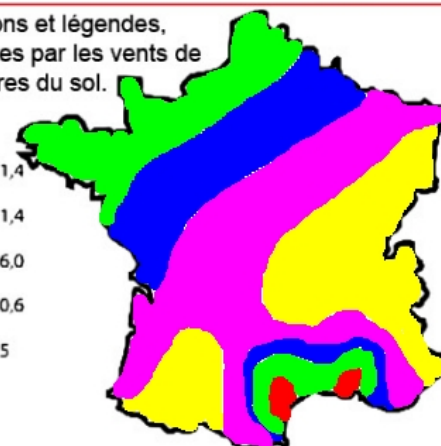 ons et légendes,
es par les vents de
res du sol.
1,4
1,4
6,0
0,6
5